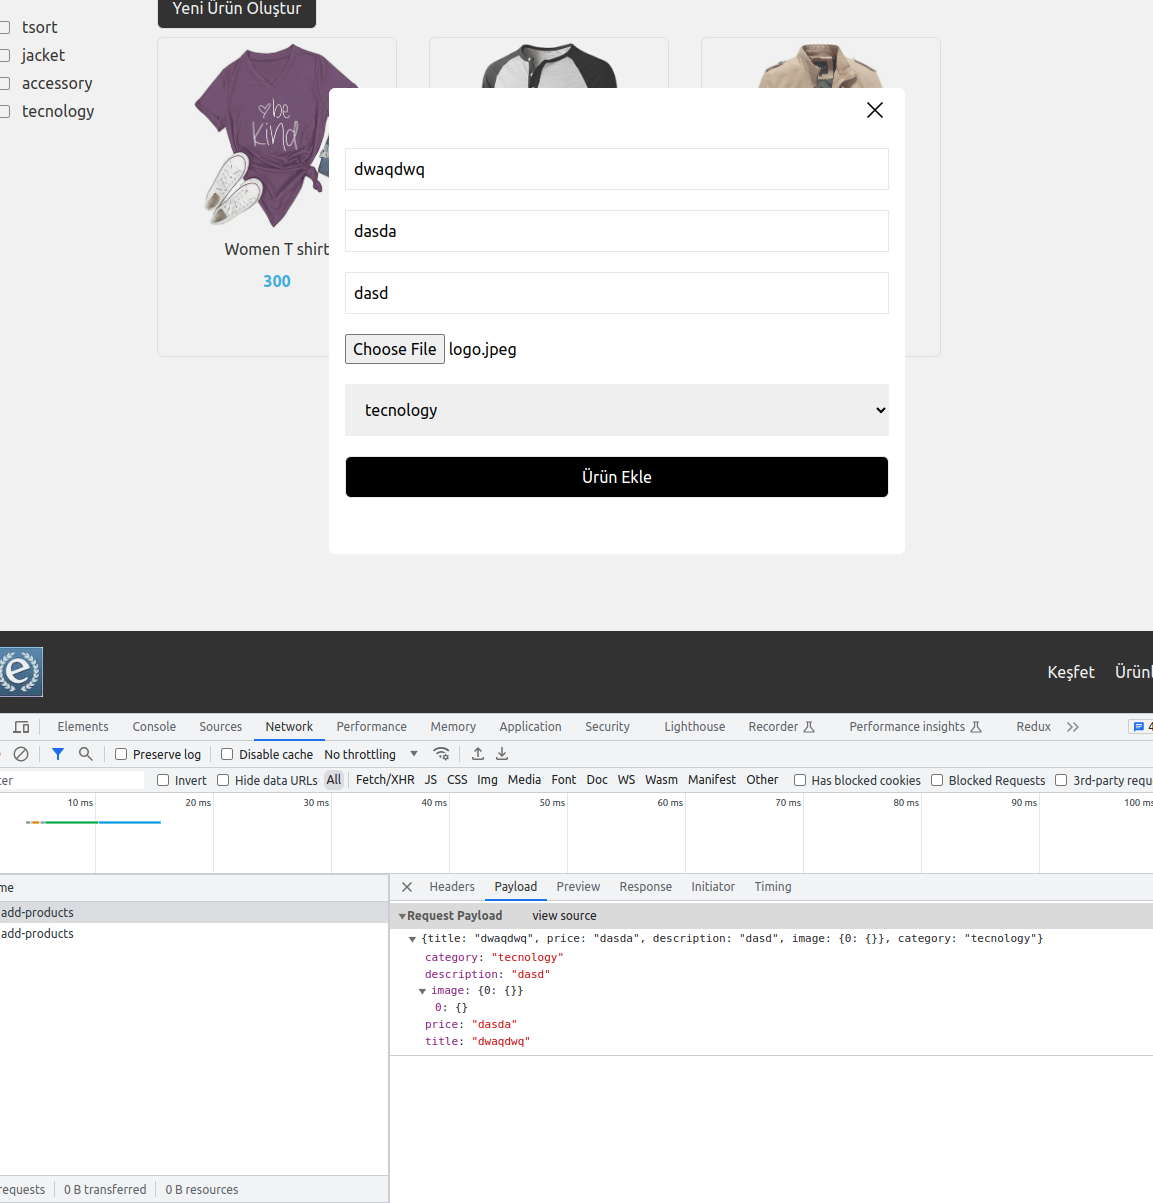 Yeni Ürün Oluştur
tsort
jacket
accessory
tecnology
be
kind
Women T shirt
300
dwaqdwq
dasda
dasd
Choose File logo.jpeg
tecnology
Ürün Ekle
e
Keşfet Ürünl
Elements Console Sources Network Performance Memory Application Security Lighthouse Recorder Performance insights Redux 4
Preserve log Disable cache No throttling
ter Invert Hide data URLs All Fetch/XHR JS CSS Img Media Font Doc WS Wasm Manifest Other Has blocked cookies Blocked Requests 3rd-party requ
10 ms 20 ms 30 ms 40 ms 50 ms 60 ms 70 ms 80 ms 90 ms 100 ms
me Headers Payload Preview Response Initiator Timing
add-products
add-products
Request Payload view source
{title: "dwaqdwq", price: "dasda", description: "dasd", image: {0: {}}, category: "tecnology"}
category: "tecnology"
description: "dasd"
image: {0: {}}
0: {}
price: "dasda"
title: "dwaqdwq"
requests 0 B transferred 0 B resources